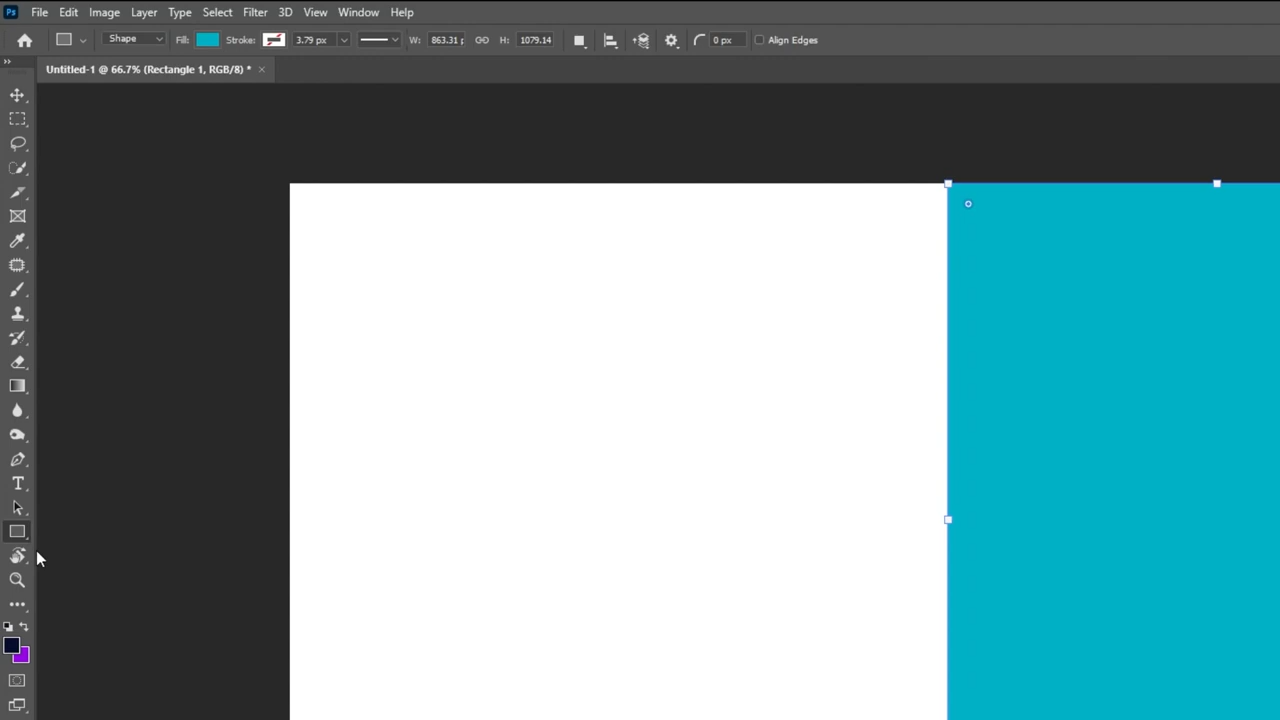 Ps File Edit Image Layer Type Select Filter 3D View Window Help
Shape Fill: Stroke: 3.79 px W: 863.31 H: 1079.14 0 px Align Edges
Untitled-1 @ 66.7% (Rectangle 1, RGB/8) * ×
T